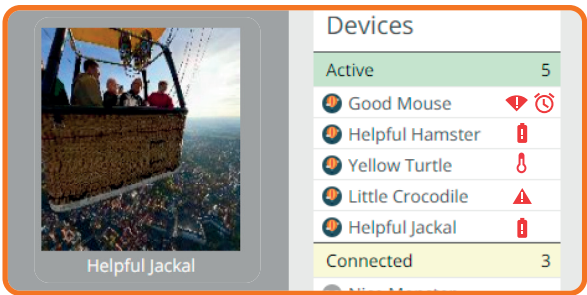 Helpful Jackal
Devices
Active 5
Good Mouse
Helpful Hamster
Yellow Turtle
Little Crocodile
Helpful Jackal
Connected 3